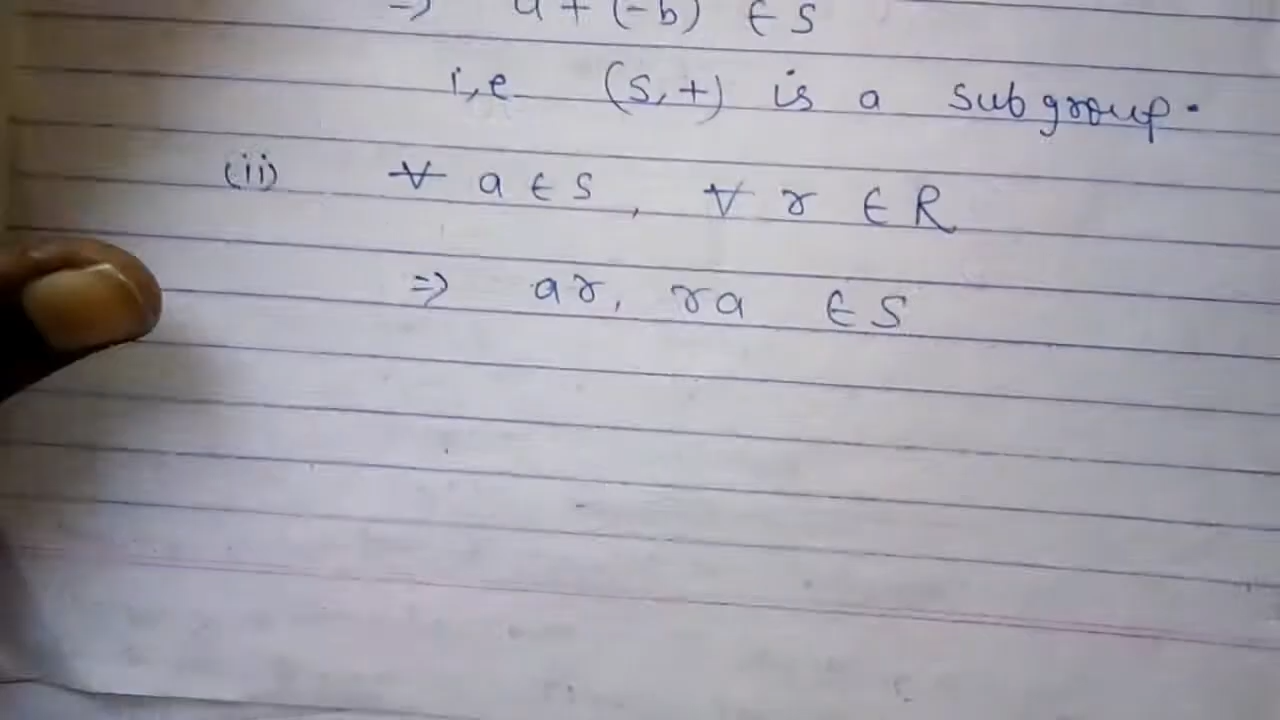 => a + (-b) ∈ S
i,e (S, +) is a subgroup.
(ii) ∀ a ∈ S, ∀ r ∈ R
=> ar, ra ∈ S